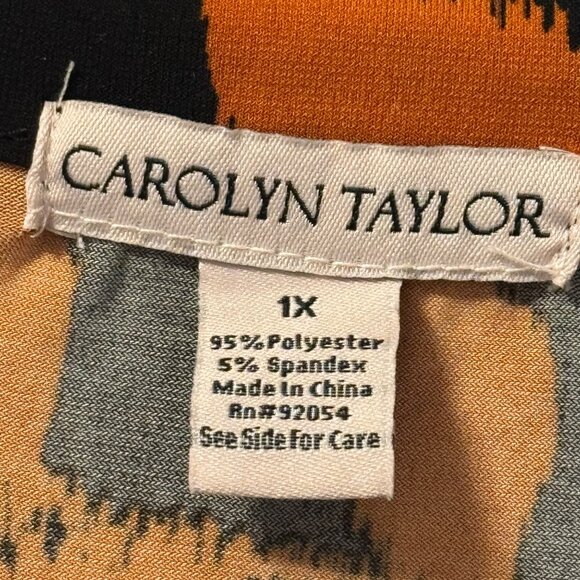 CAROLYN TAYLOR
1X
95% Polyester
5% Spandex
Made In China
Rn#92054
See Side For Care